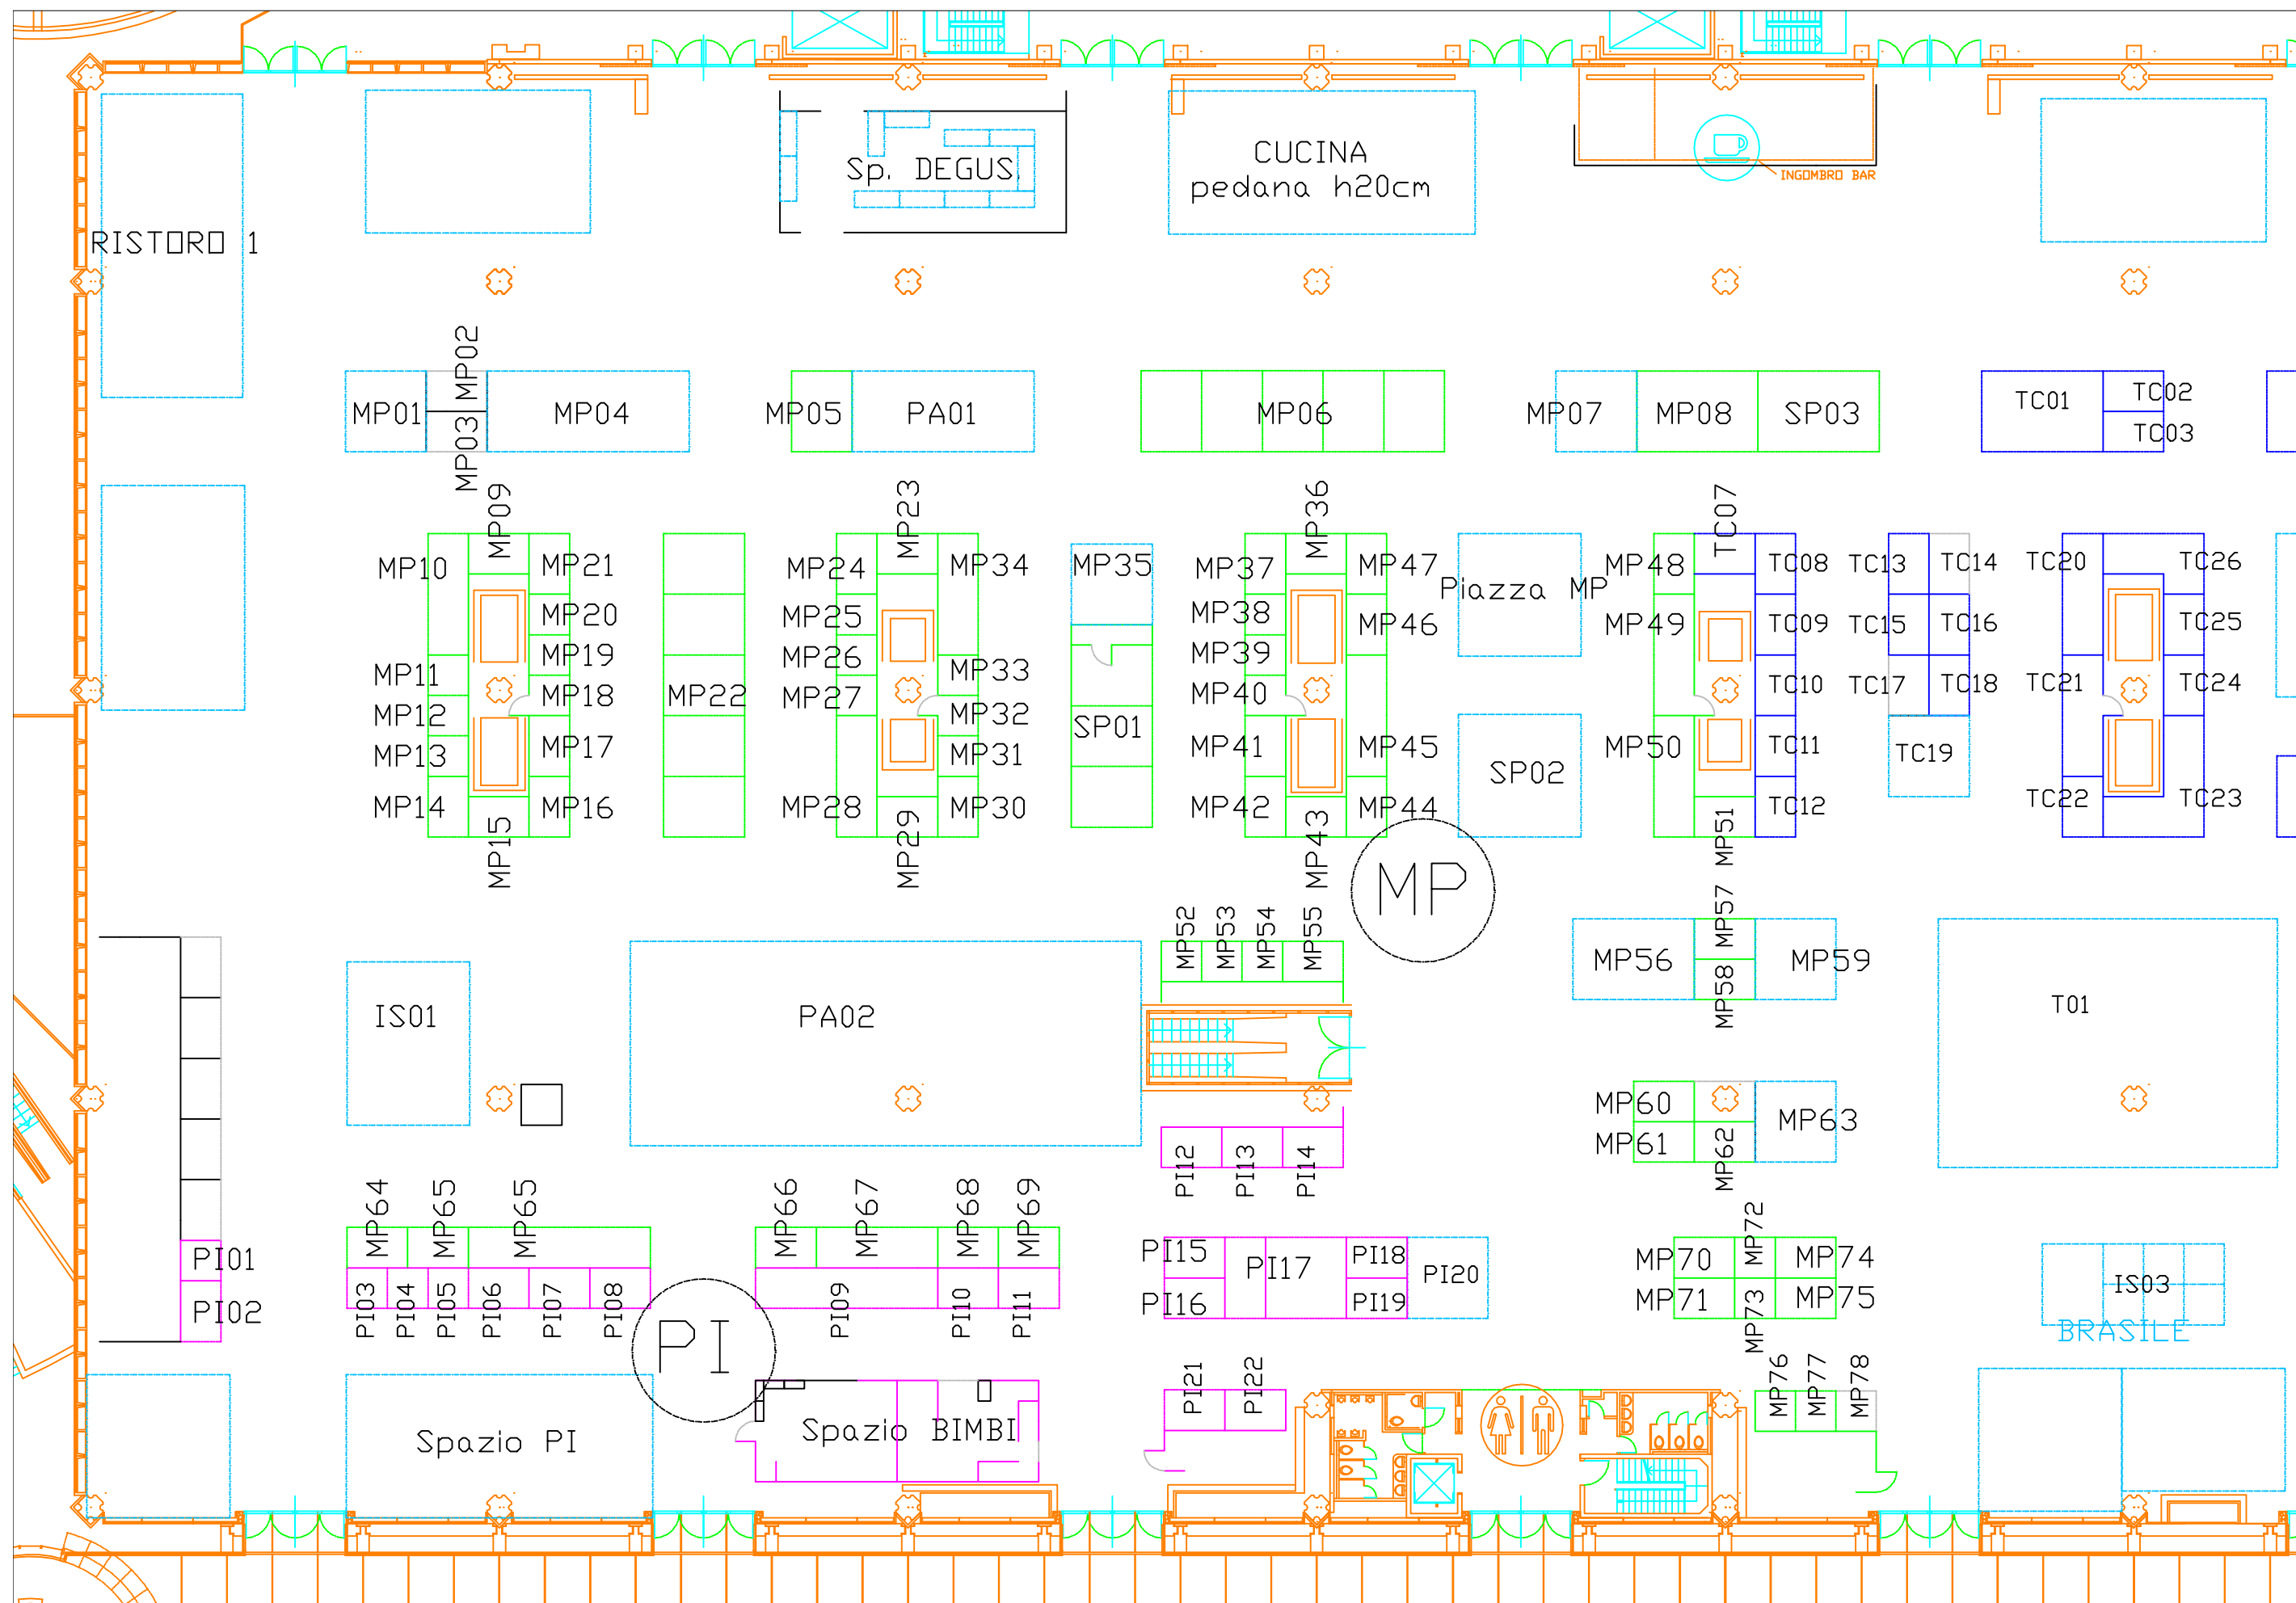 Sp. DEGUS.
CUCINA
pedana h20cm
INGOMBRO BAR
RISTORO 1
MP01
MP02
MP03
MP04
MP05
PA01
MP06
MP07
MP08
SP03
TC01
TC02
TC03
MP09
MP10
MP21
MP20
MP19
MP18
MP17
MP16
MP11
MP12
MP13
MP14
MP15
MP22
MP23
MP24
MP25
MP26
MP27
MP28
MP29
MP34
MP33
MP32
MP31
MP30
MP35
SP01
MP36
MP37
MP38
MP39
MP40
MP41
MP42
MP43
MP47
MP46
MP45
MP44
Piazza MP
SP02
MP48
MP49
MP50
MP51
TC07
TC08
TC09
TC10
TC11
TC12
TC13
TC14
TC15
TC16
TC17
TC18
TC19
TC20
TC21
TC22
TC26
TC25
TC24
TC23
MP
MP52
MP53
MP54
MP55
MP56
MP57
MP58
MP59
IS01
PA02
T01
MP60
MP61
MP62
MP63
PI12
PI13
PI14
MP64
MP65
MP65
MP66
MP67
MP68
MP69
PI01
PI02
PI03
PI04
PI05
PI06
PI07
PI08
PI09
PI10
PI11
PI15
PI16
PI17
PI18
PI19
PI20
MP70
MP71
MP72
MP73
MP74
MP75
IS03
BRASILE
PI
Spazio PI
Spazio BIMBI
PI21
PI22
MP76
MP77
MP78